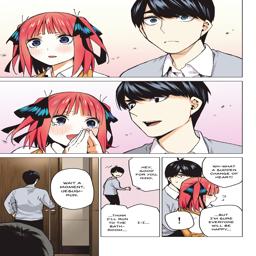 WH-WHAT
A SUDDEN
CHANGE OF
HEART!
...BUT
I'M SURE
EVERYONE
WILL BE
HAPPY...
!
HEY,
GOOD
FOR YOU,
NINO.
I-I...
...THINK
I'LL RUN
TO THE
BATH-
ROOM...
WAIT A
MOMENT,
UESUGI-
KUN.